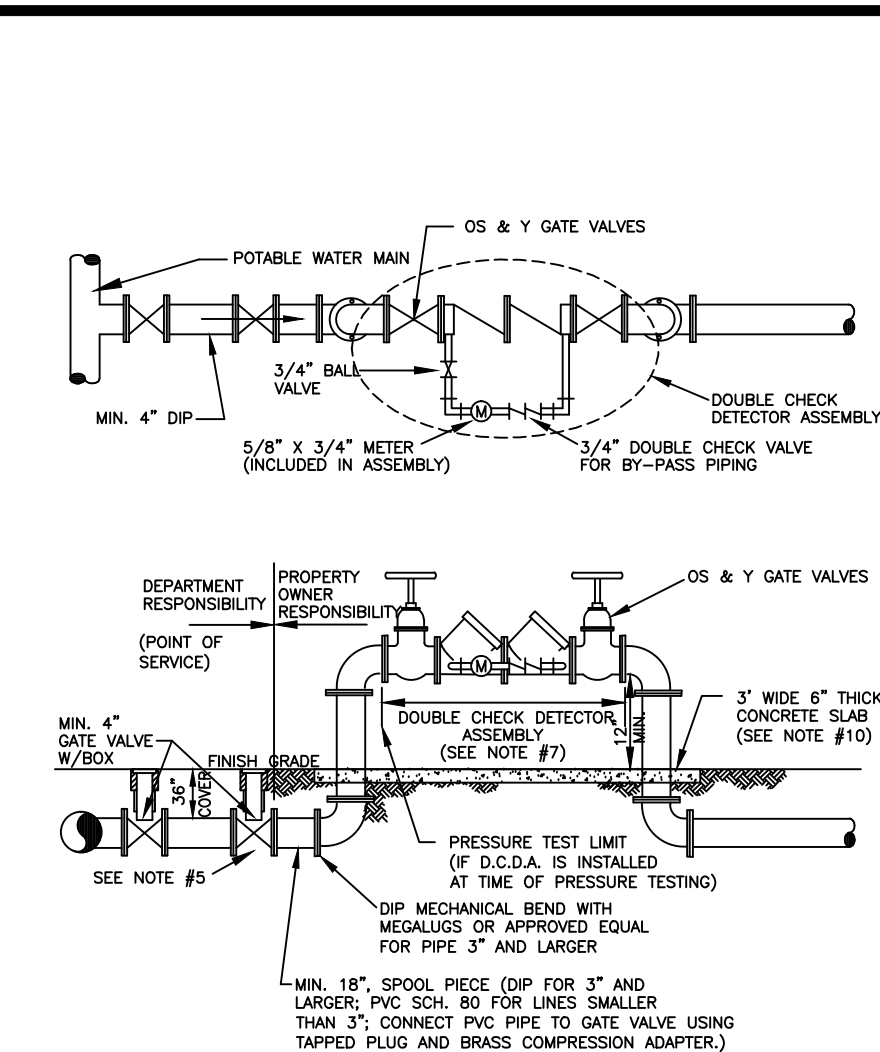 OS & Y GATE VALVES
POTABLE WATER MAIN
3/4" BALL
VALVE
MIN. 4" DIP
DOUBLE CHECK
DETECTOR ASSEMBLY
5/8" X 3/4" METER
(INCLUDED IN ASSEMBLY)
M
3/4" DOUBLE CHECK VALVE
FOR BY-PASS PIPING
DEPARTMENT
RESPONSIBILITY
(POINT OF
SERVICE)
PROPERTY
OWNER
RESPONSIBILITY
OS & Y GATE VALVES
M
DOUBLE CHECK DETECTOR
ASSEMBLY
(SEE NOTE #7)
12"
MIN.
3' WIDE 6" THICK
CONCRETE SLAB
(SEE NOTE #10)
MIN. 4"
GATE VALVE
W/BOX
FINISH GRADE
36"
COVER
SEE NOTE #5
PRESSURE TEST LIMIT
(IF D.C.D.A. IS INSTALLED
AT TIME OF PRESSURE TESTING)
DIP MECHANICAL BEND WITH
MEGALUGS OR APPROVED EQUAL
FOR PIPE 3" AND LARGER
MIN. 18", SPOOL PIECE (DIP FOR 3" AND
LARGER; PVC SCH. 80 FOR LINES SMALLER
THAN 3"; CONNECT PVC PIPE TO GATE VALVE USING
TAPPED PLUG AND BRASS COMPRESSION ADAPTER.)